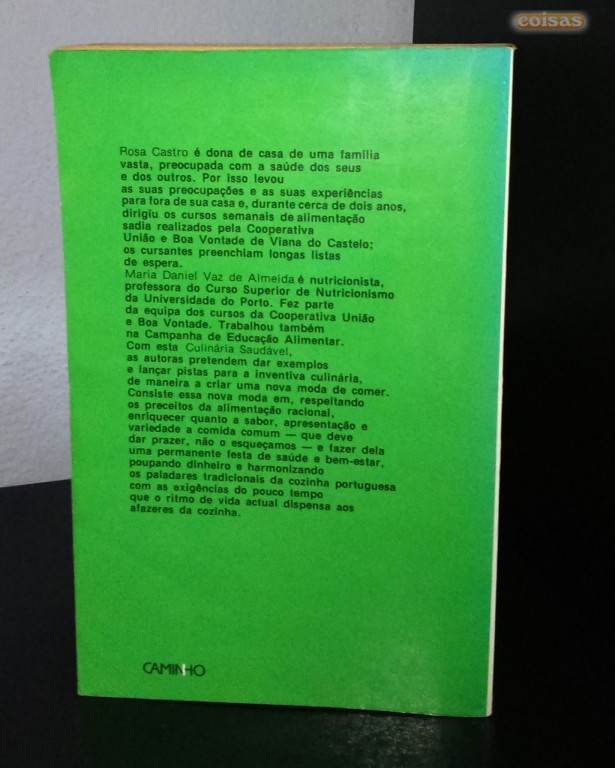 coisas
Rosa Castro é dona de casa de uma família
vasta, preocupada com a saúde dos seus
e dos outros. Por isso levou
as suas preocupações e as suas experiências
para fora de sua casa e, durante cerca de dois anos,
dirigiu os cursos semanais de alimentação
sadia realizados pela Cooperativa
União e Boa Vontade de Viana do Castelo;
os cursantes preenchiam longas listas
de espera.
Maria Daniel Vaz de Almeida é nutricionista,
professora do Curso Superior de Nutricionismo
da Universidade do Porto. Fez parte
da equipa dos cursos da Cooperativa União
e Boa Vontade. Trabalhou também
na Campanha de Educação Alimentar.
Com esta Culinária Saudável,
as autoras pretendem dar exemplos
e lançar pistas para a inventiva culinária,
de maneira a criar uma nova moda de comer.
Consiste essa nova moda em, respeitando
os preceitos da alimentação racional,
enriquecer quanto a sabor, apresentação e
variedade a comida comum — que deve
dar prazer, não o esqueçamos — e fazer dela
uma permanente festa de saúde e bem-estar,
poupando dinheiro e harmonizando
os paladares tradicionais da cozinha portuguesa
com as exigências do pouco tempo
que o ritmo de vida actual dispensa aos
afazeres da cozinha.
CAMINHO